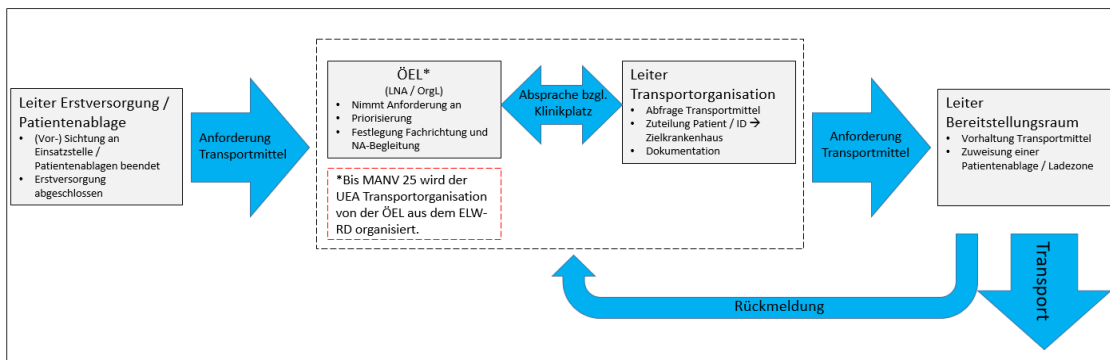 Leiter Erstversorgung /
Patientenablage
• (Vor-) Sichtung an
Einsatzstelle /
Patientenablagen beendet
• Erstversorgung
abgeschlossen
Anforderung
Transportmittel
ÖEL*
(LNA / OrgL)
• Nimmt Anforderung an
• Priorisierung
• Festlegung Fachrichtung und
NA-Begleitung
*Bis MANV 25 wird der
UEA Transportorganisation
von der ÖEL aus dem ELW-
RD organisiert.
Absprache bzgl.
Klinikplatz
Leiter
Transportorganisation
• Abfrage Transportmittel
• Zuteilung Patient / ID →
Zielkrankenhaus
• Dokumentation
Anforderung
Transportmittel
Leiter
Bereitstellungsraum
• Vorhaltung Transportmittel
• Zuweisung einer
Patientenablage / Ladezone
Transport
Rückmeldung